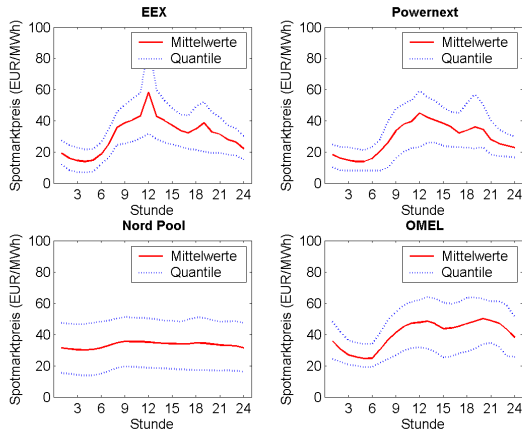 EEX
Spotmarktpreis (EUR/MWh)
100
80
60
40
20
0
Mittelwerte
Quantile
3 6 9 12 15 18 21 24
Stunde
Powernext
Spotmarktpreis (EUR/MWh)
100
80
60
40
20
0
Mittelwerte
Quantile
3 6 9 12 15 18 21 24
Stunde
Nord Pool
Spotmarktpreis (EUR/MWh)
100
80
60
40
20
0
Mittelwerte
Quantile
3 6 9 12 15 18 21 24
Stunde
OMEL
Spotmarktpreis (EUR/MWh)
100
80
60
40
20
0
Mittelwerte
Quantile
3 6 9 12 15 18 21 24
Stunde